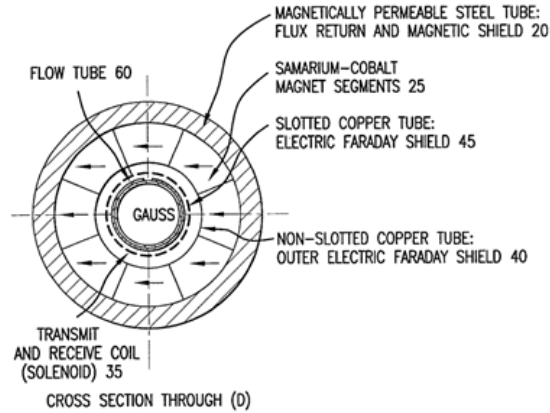 MAGNETICALLY PERMEABLE STEEL TUBE:
FLUX RETURN AND MAGNETIC SHIELD 20
FLOW TUBE 60
SAMARIUM-COBALT
MAGNET SEGMENTS 25
SLOTTED COPPER TUBE:
ELECTRIC FARADAY SHIELD 45
GAUSS
NON-SLOTTED COPPER TUBE:
OUTER ELECTRIC FARADAY SHIELD 40
TRANSMIT
AND RECEIVE COIL
(SOLENOID) 35
CROSS SECTION THROUGH (D)